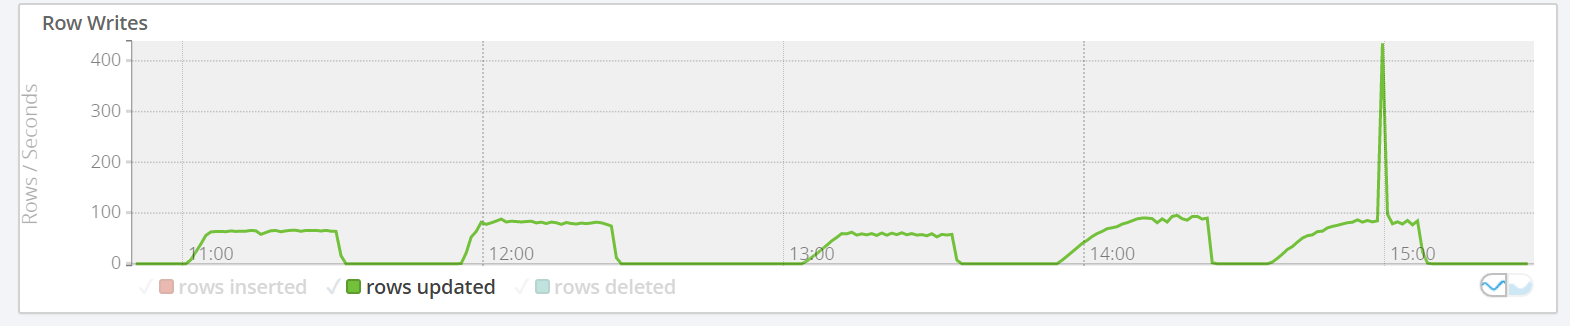 Row Writes
Rows / Seconds
400
300
200
100
0
11:00 12:00 13:00 14:00 15:00
rows inserted rows updated rows deleted